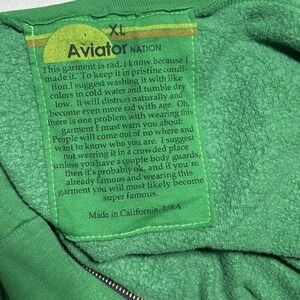 XL
Aviator NATION
This garment is rad. I know because I
made it. To keep it in pristine condi-
tion I suggest washing it with like
colors in cold water and tumble dry
low. It will distress naturally and
become even more rad with age. Oh,
there is one problem with wearing this
garment I must warn you about:
People will come out of no where and
want to know who you are. I suggest
not wearing it in a crowded place
unless you have a couple body guards,
then it's probably ok, and if you're
already famous and wearing this
garment you will most likely become
super famous.
Made in California, USA